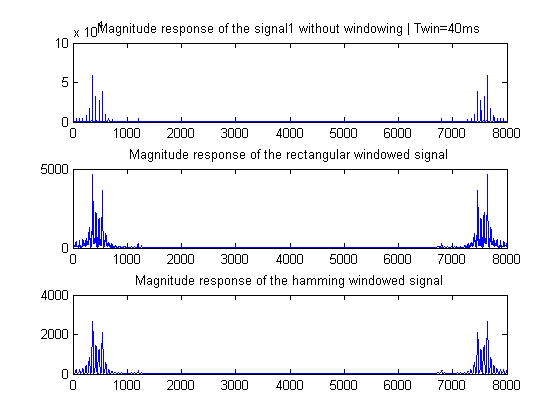 x 10⁴
Magnitude response of the signal1 without windowing | Twin=40ms
10
5
0
0 1000 2000 3000 4000 5000 6000 7000 8000
Magnitude response of the rectangular windowed signal
5000
0
0 1000 2000 3000 4000 5000 6000 7000 8000
Magnitude response of the hamming windowed signal
4000
2000
0
0 1000 2000 3000 4000 5000 6000 7000 8000